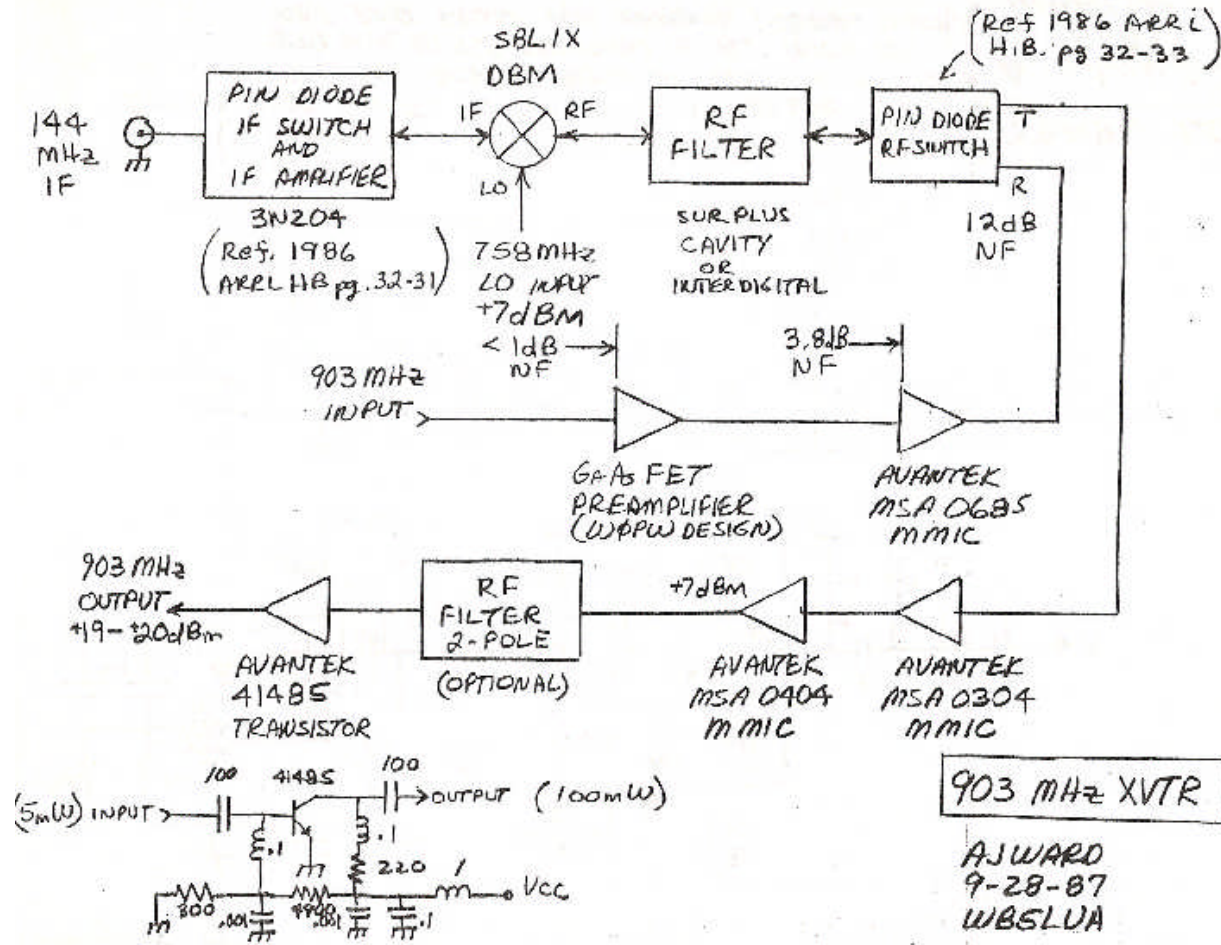 (Ref 1986 ARRL
H.B. pg 32-33)
SBL1X
DBM
144
MHz
IF
PIN DIODE
IF SWITCH
AND
IF AMPLIFIER
IF
RF
LO
RF
FILTER
PIN DIODE
RF SWITCH
T
R
3N204
(Ref. 1986
ARRL HB pg. 32-31)
758 MHz
LO INPUT
+7dBM
SURPLUS
CAVITY
OR
INTERDIGITAL
12dB
NF
< 1dB
NF
3.8dB
NF
903 MHz
INPUT
GaAs FET
PREAMPLIFIER
(WØPW DESIGN)
AVANTEK
MSA 0685
MMIC
903 MHz
OUTPUT
+19-+20dBm
RF
FILTER
2-POLE
(OPTIONAL)
+7dBm
AVANTEK
41485
TRANSISTOR
AVANTEK
MSA 0404
MMIC
AVANTEK
MSA 0304
MMIC
(5mW) INPUT
100
41485
100
OUTPUT (100mW)
.1
.1
220
1
Vcc
300
.001
.001
.1
903 MHz XVTR
AJWARD
9-28-87
WB5LUA